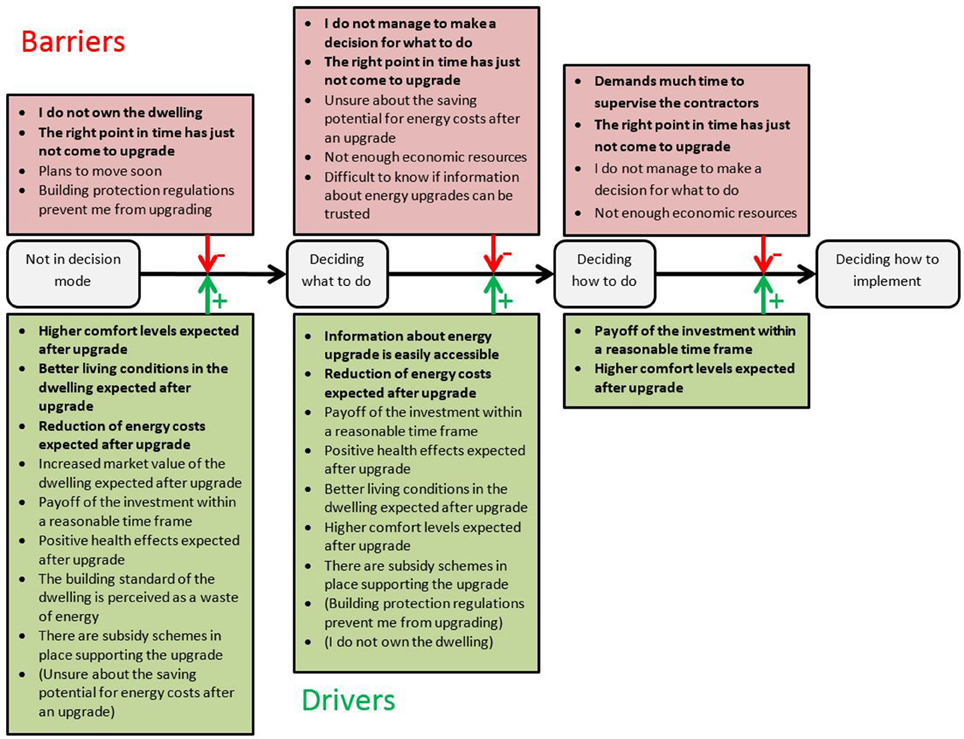 Barriers
• I do not own the dwelling
• The right point in time has just
not come to upgrade
• Plans to move soon
• Building protection regulations
prevent me from upgrading
• I do not manage to make a
decision for what to do
• The right point in time has just
not come to upgrade
• Unsure about the saving
potential for energy costs after
an upgrade
• Not enough economic resources
• Difficult to know if information
about energy upgrades can be
trusted
• Demands much time to
supervise the contractors
• The right point in time has just
not come to upgrade
• I do not manage to make a
decision for what to do
• Not enough economic resources
Not in decision
mode
-
+
Deciding
what to do
-
+
Deciding
how to do
-
+
Deciding how to
implement
• Higher comfort levels expected
after upgrade
• Better living conditions in the
dwelling expected after
upgrade
• Reduction of energy costs
expected after upgrade
• Increased market value of the
dwelling expected after upgrade
• Payoff of the investment within
a reasonable time frame
• Positive health effects expected
after upgrade
• The building standard of the
dwelling is perceived as a waste
of energy
• There are subsidy schemes in
place supporting the upgrade
• (Unsure about the saving
potential for energy costs after
an upgrade)
• Information about energy
upgrade is easily accessible
• Reduction of energy costs
expected after upgrade
• Payoff of the investment within
a reasonable time frame
• Positive health effects expected
after upgrade
• Better living conditions in the
dwelling expected after upgrade
• Higher comfort levels expected
after upgrade
• There are subsidy schemes in
place supporting the upgrade
• (Building protection regulations
prevent me from upgrading)
• (I do not own the dwelling)
• Payoff of the investment within
a reasonable time frame
• Higher comfort levels expected
after upgrade
Drivers